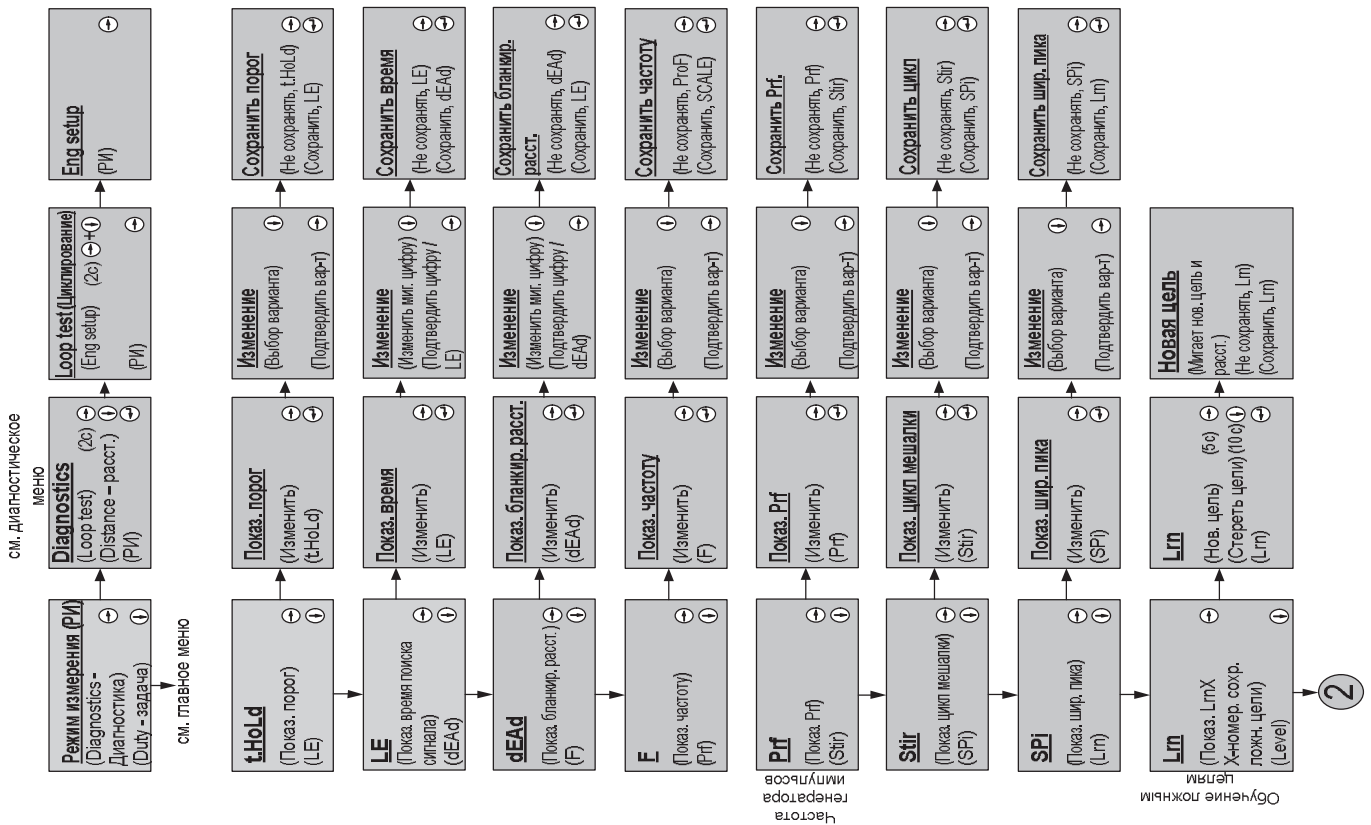 см. диагностическое
меню
Режим измерения (РИ)
(Diagnostics –
Диагностика)
(Duty – задача)
см. главное меню
Diagnostics
(Loop test) (2с)
(Distance – расст.)
(РИ)
Loop test (Циклирование)
(Eng setup) (2с) +
(РИ)
Eng setup
(РИ)
t.HoLd
(Показ. порог)
(LE)
Показ. порог
(Изменить)
(t.HoLd)
Изменение
(Выбор варианта)
(Подтвердить вар-т)
Сохранить порог
(Не сохранять, t.HoLd)
(Сохранить, LE)
LE
(Показ. время поиска
сигнала)
(dEAd)
Показ. время
(Изменить)
(LE)
Изменение
(Изменить миг. цифру)
(Подтвердить цифру /
LE)
Сохранить время
(Не сохранять, LE)
(Сохранить, dEAd)
dEAd
(Показ. бланкир. расст.)
(F)
Показ. бланкир. расст.
(Изменить)
(dEAd)
Изменение
(Изменить миг. цифру)
(Подтвердить цифру /
dEAd)
Сохранить бланкир.
расст.
(Не сохранять, dEAd)
(Сохранить, LE)
F
(Показ. частоту)
(Prf)
Показ. частоту
(Изменить)
(F)
Изменение
(Выбор варианта)
(Подтвердить вар-т)
Сохранить частоту
(Не сохранять, ProF)
(Сохранить, SCALE)
Частота
генератора
импульсов
Prf
(Показ. Prf)
(Stir)
Показ. Prf
(Изменить)
(Prf)
Изменение
(Выбор варианта)
(Подтвердить вар-т)
Сохранить Prf.
(Не сохранять, Prf)
(Сохранить, Stir)
Stir
(Показ. цикл мешалки)
(SPi)
Показ. цикл мешалки
(Изменить)
(Stir)
Изменение
(Выбор варианта)
(Подтвердить вар-т)
Сохранить цикл
(Не сохранять, Stir)
(Сохранить, SPi)
SPi
(Показ. шир. пика)
(Lrn)
Показ. шир. пика
(Изменить)
(SPi)
Изменение
(Выбор варианта)
(Подтвердить вар-т)
Сохранить шир. пика
(Не сохранять, SPi)
(Сохранить, Lrn)
Обучение ложным
целям
Lrn
(Показ. LrnX
X-номер. сохр.
ложн. цели)
(Level)
Lrn
(Нов. цель) (5с)
(Стереть цели) (10с)
(Lrn)
Новая цель
(Мигает нов. цель и
расст.)
(Не сохранять, Lrn)
(Сохранить, Lrn)
2